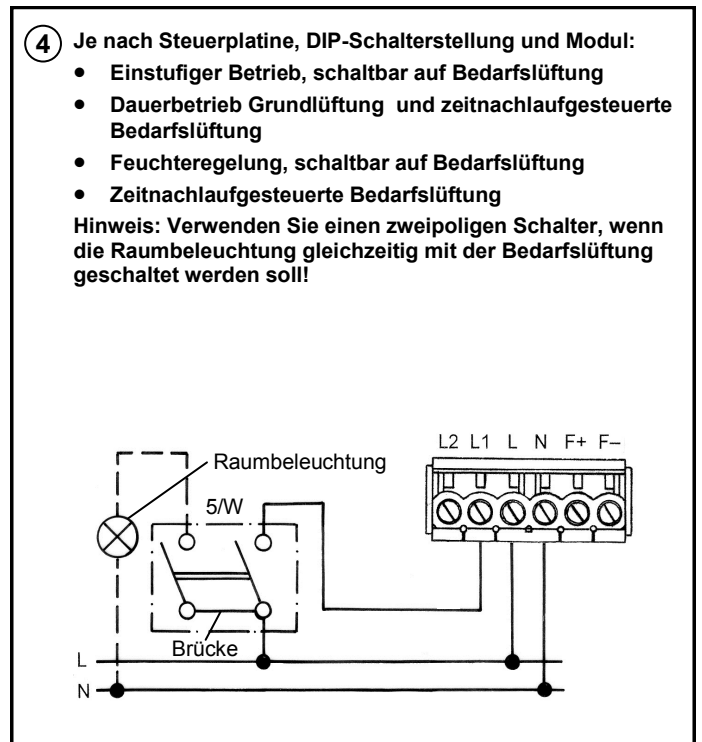 4 Je nach Steuerplatine, DIP-Schalterstellung und Modul:
• Einstufiger Betrieb, schaltbar auf Bedarfslüftung
• Dauerbetrieb Grundlüftung und zeitnachlaufgesteuerte
Bedarfslüftung
• Feuchteregelung, schaltbar auf Bedarfslüftung
• Zeitnachlaufgesteuerte Bedarfslüftung
Hinweis: Verwenden Sie einen zweipoligen Schalter, wenn
die Raumbeleuchtung gleichzeitig mit der Bedarfslüftung
geschaltet werden soll!
L2 L1 L N F+ F–
Raumbeleuchtung
5/W
Brücke
L
N